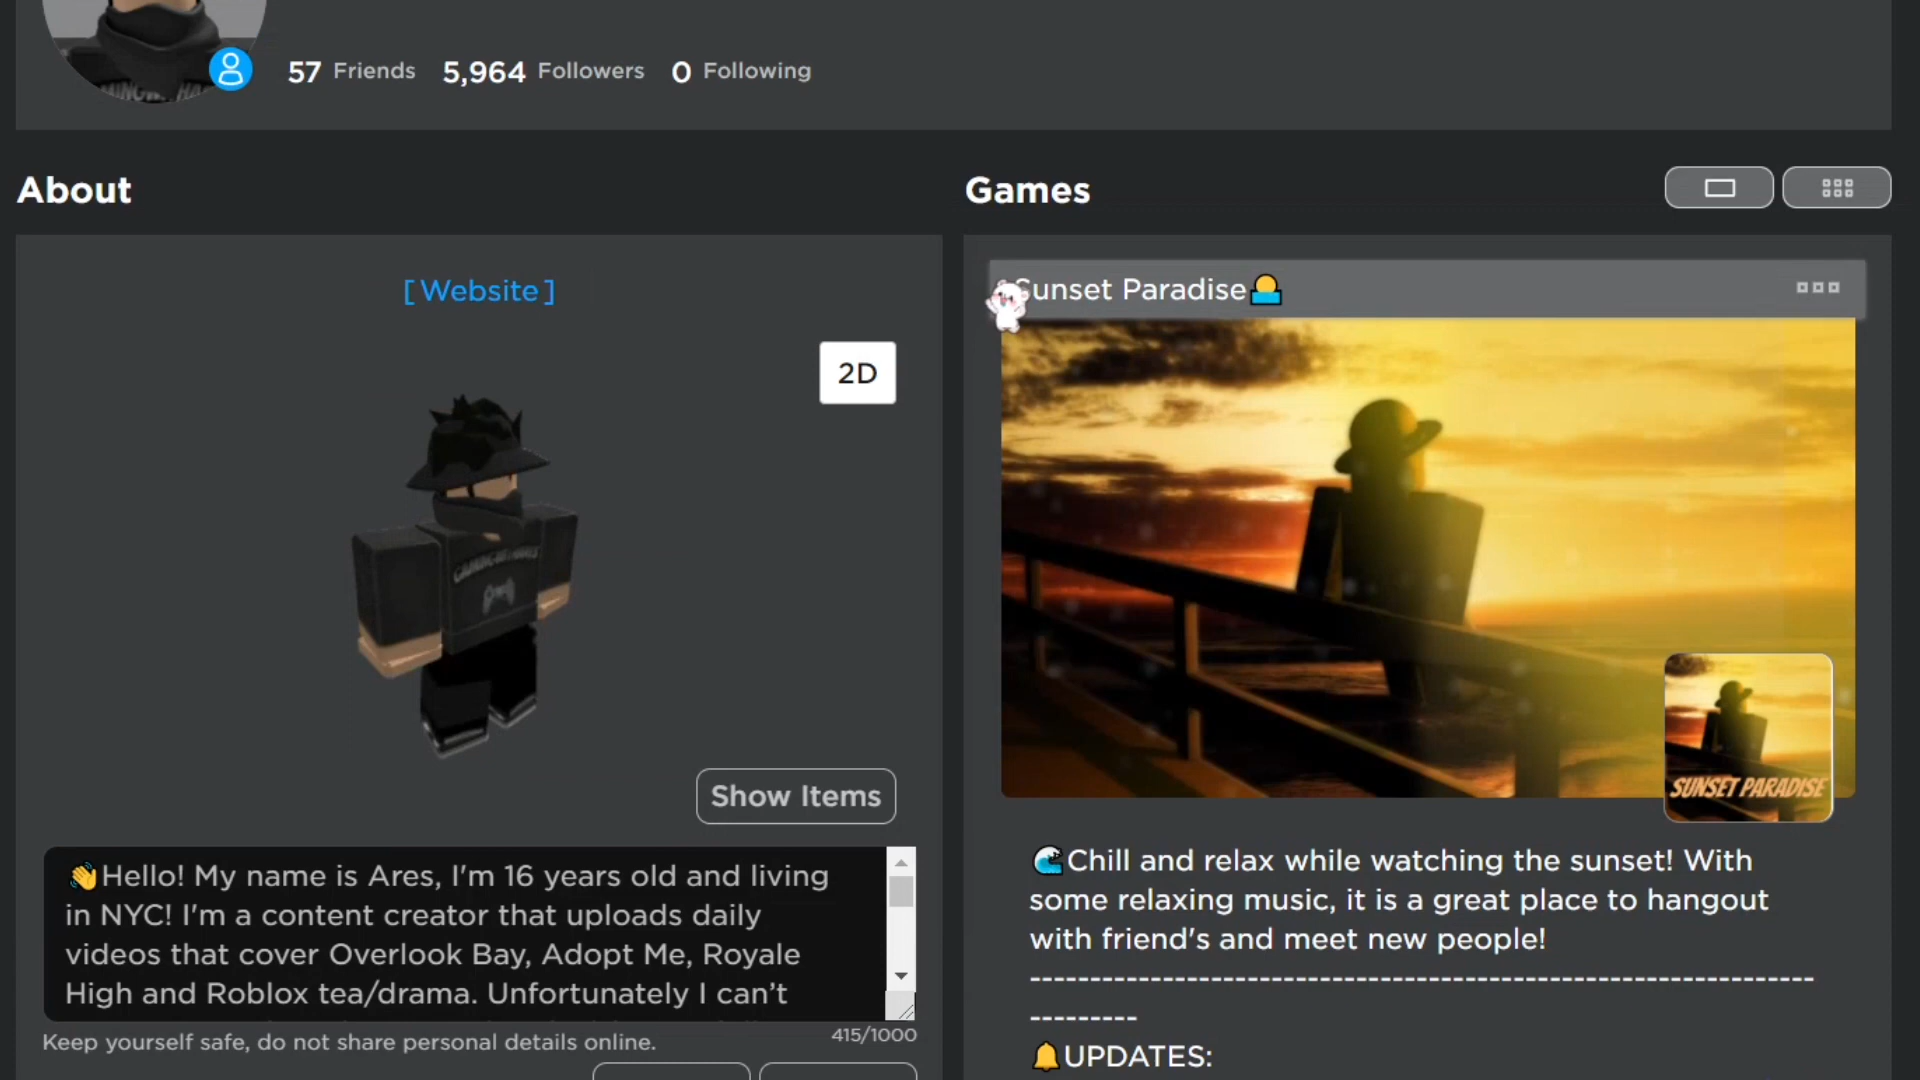 57 Friends 5,964 Followers 0 Following
About
[ Website ]
2D
Show Items
👋Hello! My name is Ares, I'm 16 years old and living
in NYC! I'm a content creator that uploads daily
videos that cover Overlook Bay, Adopt Me, Royale
High and Roblox tea/drama. Unfortunately I can’t
Keep yourself safe, do not share personal details online.
415/1000
Games
Sunset Paradise🌅
SUNSET PARADISE
🌊Chill and relax while watching the sunset! With
some relaxing music, it is a great place to hangout
with friend's and meet new people!
-----------------------------------------------------------------
---------
🔔UPDATES: